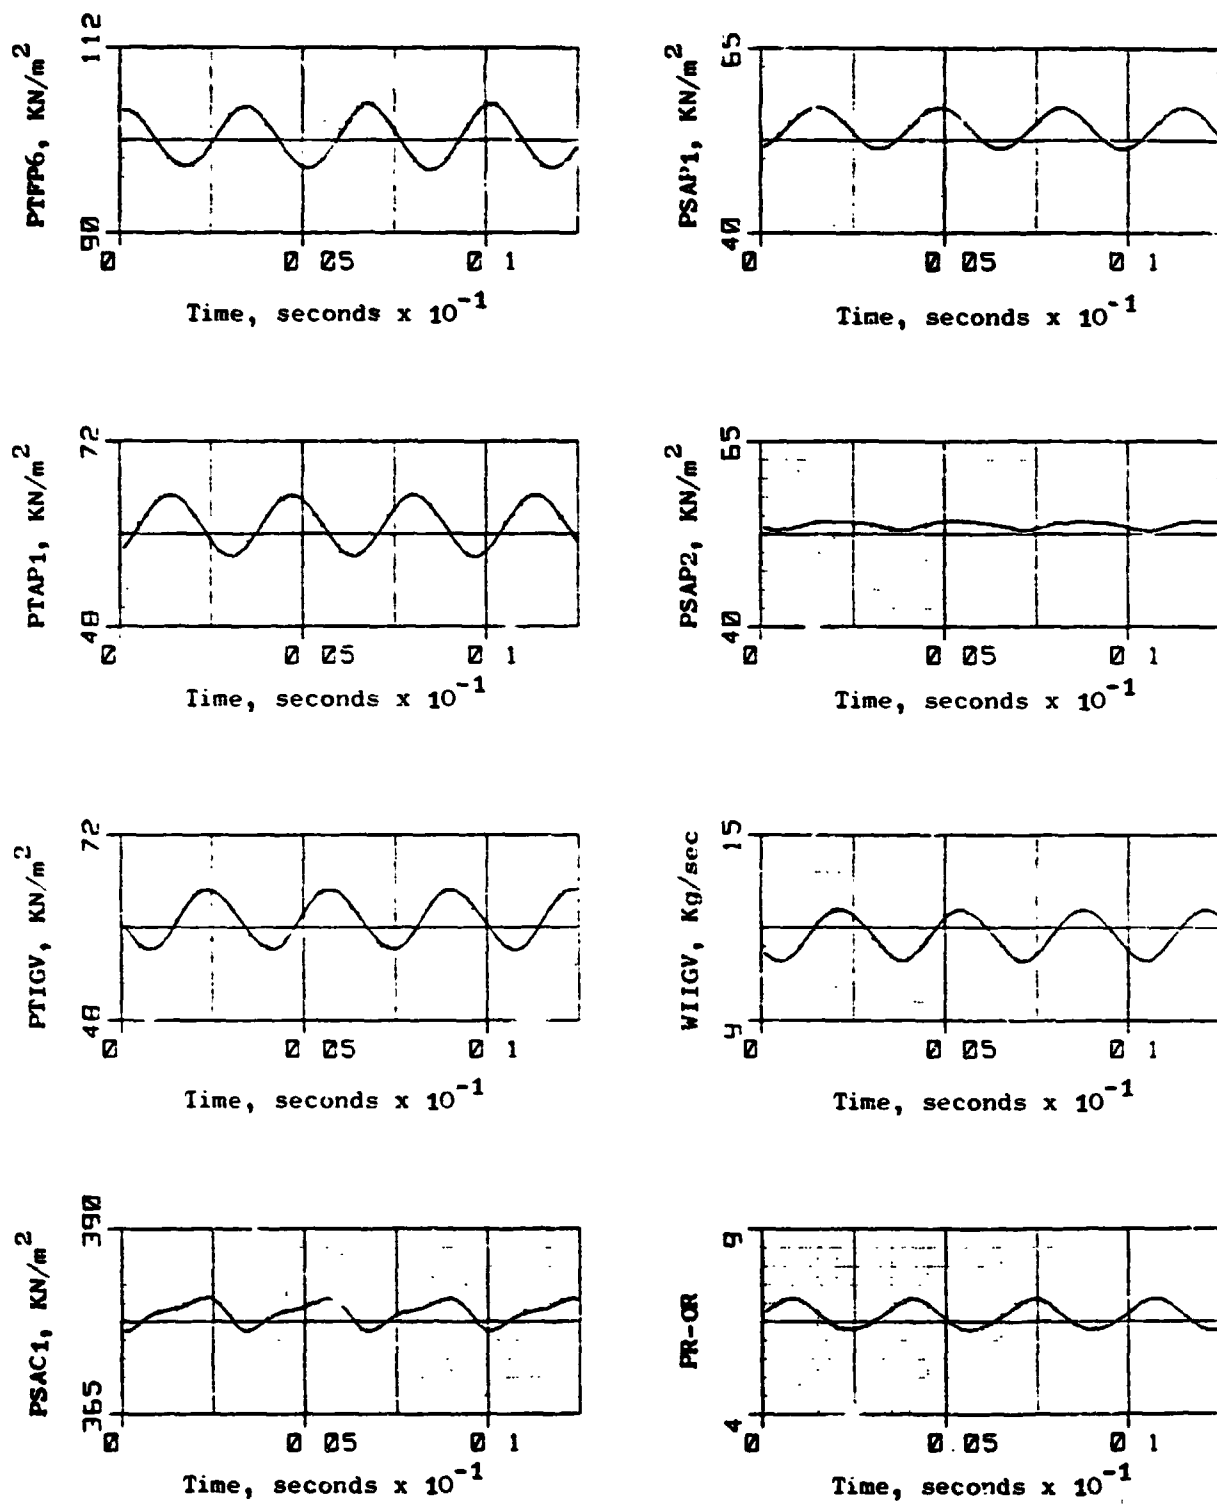 PTPP6, KN/m²
112
90
0 0 05 0 1
Time, seconds x 10⁻¹
PSAP1, KN/m²
65
40
0 0 05 0 1
Time, seconds x 10⁻¹
PTAP1, KN/m²
72
48
0 0 05 0 1
Time, seconds x 10⁻¹
PSAP2, KN/m²
65
40
0 0 05 0 1
Time, seconds x 10⁻¹
PTIGV, KN/m²
72
48
0 0 05 0 1
Time, seconds x 10⁻¹
WIIGV, Kg/sec
15
9
0 0 05 0 1
Time, seconds x 10⁻¹
PSAC1, KN/m²
390
365
0 0 05 0 1
Time, seconds x 10⁻¹
PR-OR
9
4
0 0.05 0 1
Time, seconds x 10⁻¹